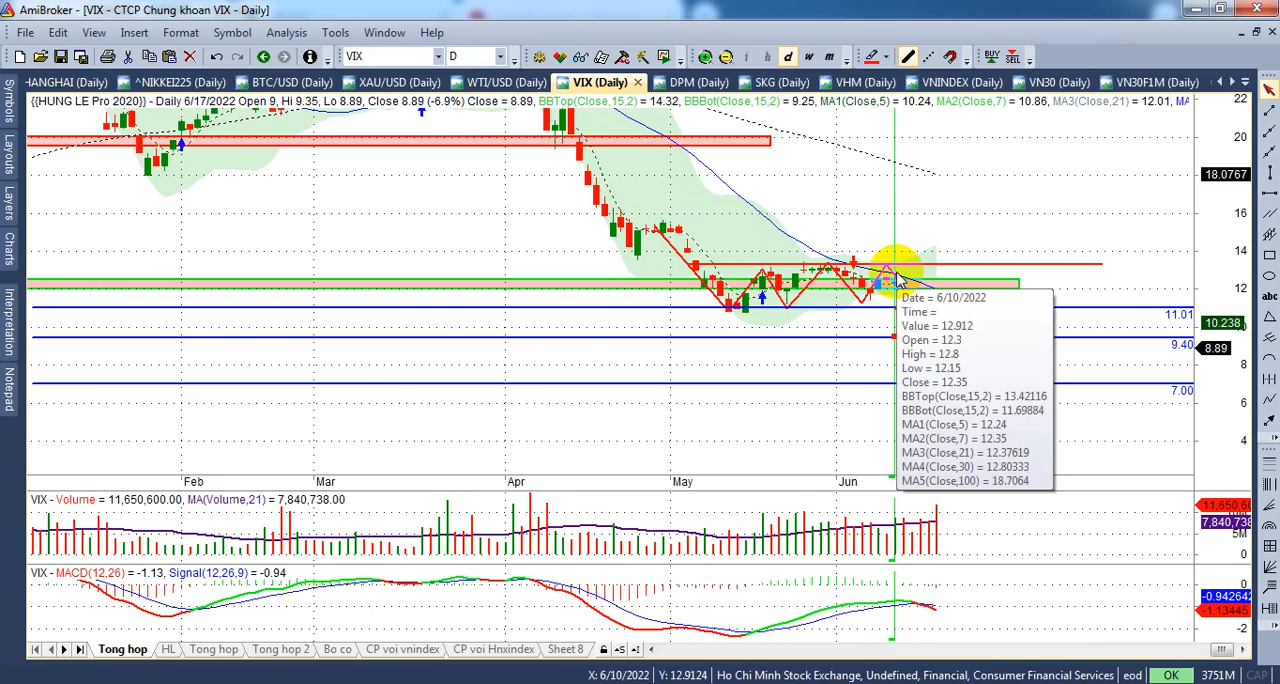 AmiBroker - [VIX - CTCP Chung khoan VIX - Daily]
File Edit View Insert Format Symbol Analysis Tools Window Help
VIX D i h d w m BUY SELL
HANGHAI (Daily) ^NIKKEI225 (Daily) BTC/USD (Daily) XAU/USD (Daily) WTI/USD (Daily) VIX (Daily) DPM (Daily) SKG (Daily) VHM (Daily) VNINDEX (Daily) VN30 (Daily) VN30F1M (Daily)
{{HUNG LE Pro 2020}} - Daily 6/17/2022 Open 9, Hi 9.35, Lo 8.89, Close 8.89 (-6.9%) Close = 8.89, BBTop(Close,15,2) = 14.32, BBBot(Close,15,2) = 9.25, MA1(Close,5) = 10.24, MA2(Close,7) = 10.86, MA3(Close,21) = 12.01, MA
Symbols
Layouts
Layers
Charts
Interpretation
Notepad
22
20
18.0767
16
14
12
11.01
10.238
9.40
8.89
8
7.00
6
4
Date = 6/10/2022
Time =
Value = 12.912
Open = 12.3
High = 12.8
Low = 12.15
Close = 12.35
BBTop(Close,15,2) = 13.42116
BBBot(Close,15,2) = 11.69884
MA1(Close,5) = 12.24
MA2(Close,7) = 12.35
MA3(Close,21) = 12.37619
MA4(Close,30) = 12.80333
MA5(Close,100) = 18.7064
Feb Mar Apr May Jun
VIX - Volume = 11,650,600.00, MA(Volume,21) = 7,840,738.00
11,650,60
7,840,738
5M
0
VIX - MACD(12,26) = -1.13, Signal(12,26,9) = -0.94
0
-0.942642
-1.13445
-2
Tong hop HL Tong hop Tong hop 2 Bo co CP voi vnindex CP voi Hnxindex Sheet 8
X: 6/10/2022 Y: 12.9124 Ho Chi Minh Stock Exchange, Undefined, Financial, Consumer Financial Services eod OK 3751M CAP
abc